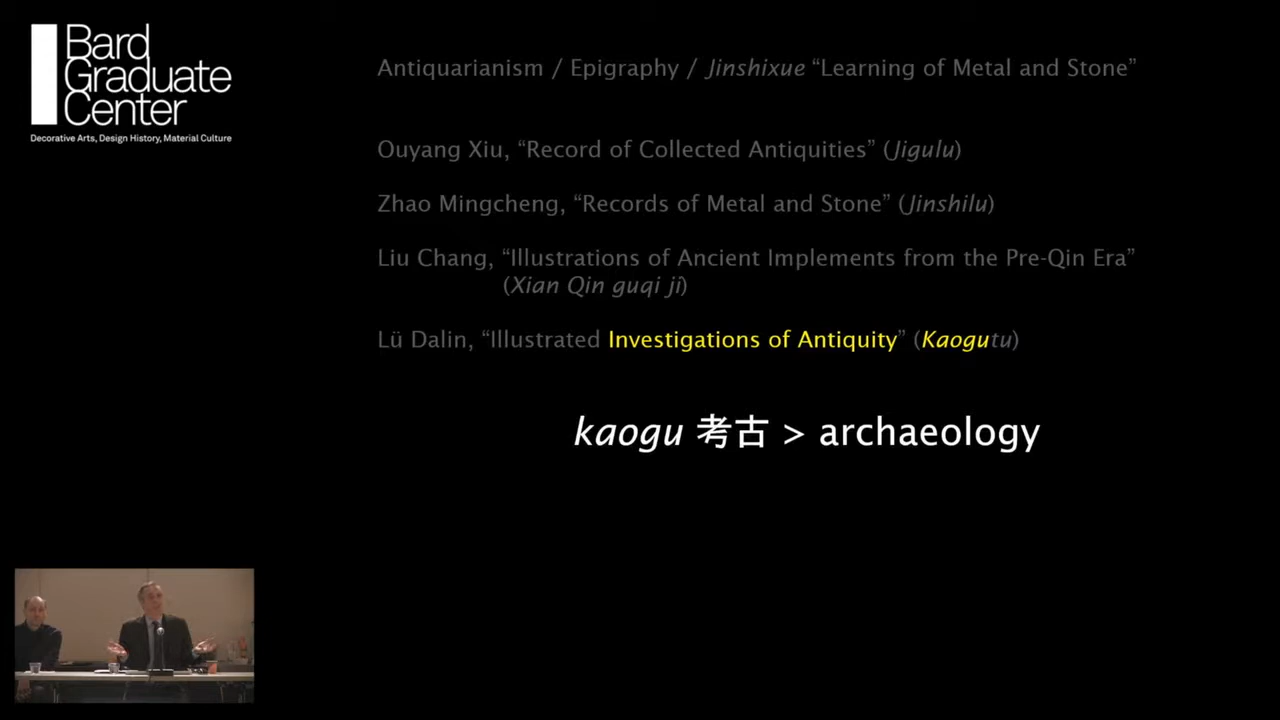 Bard
Graduate
Center
Decorative Arts, Design History, Material Culture
Antiquarianism / Epigraphy / Jinshixue “Learning of Metal and Stone”
Ouyang Xiu, “Record of Collected Antiquities” (Jigulu)
Zhao Mingcheng, “Records of Metal and Stone” (Jinshilu)
Liu Chang, “Illustrations of Ancient Implements from the Pre-Qin Era”
(Xian Qin guqi ji)
Lü Dalin, “Illustrated Investigations of Antiquity” (Kaogutu)
kaogu 考古 > archaeology